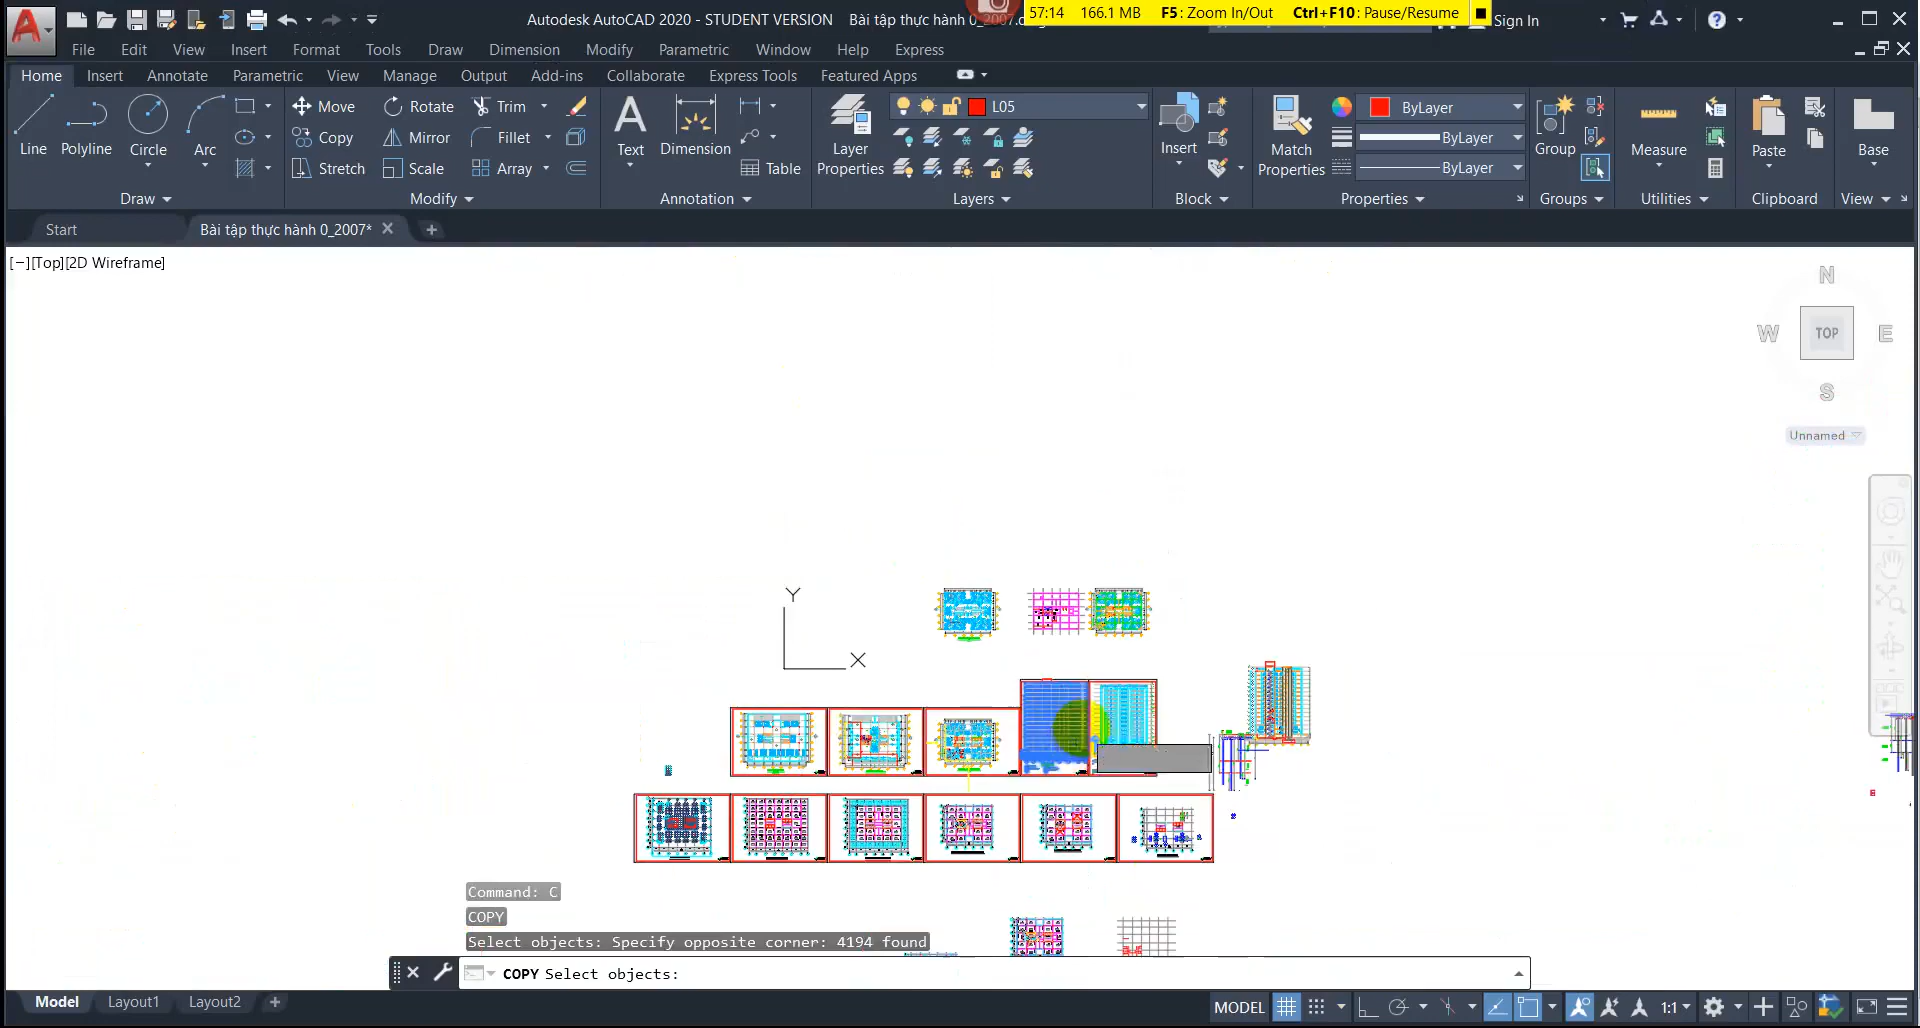 Autodesk AutoCAD 2020 - STUDENT VERSION Bài tập thực hành 0_2007.
57:14 166.1 MB F5: Zoom In/Out Ctrl+F10: Pause/Resume
Sign In
File Edit View Insert Format Tools Draw Dimension Modify Parametric Window Help Express
Home Insert Annotate Parametric View Manage Output Add-ins Collaborate Express Tools Featured Apps
Line Polyline Circle Arc
Move Rotate Trim
Copy Mirror Fillet
Stretch Scale Array
Text Dimension Table
Layer Properties
L05
Insert
Match Properties
ByLayer
ByLayer
ByLayer
Group
Measure
Paste
Base
Draw Modify Annotation Layers Block Properties Groups Utilities Clipboard View
Start Bài tập thực hành 0_2007*
[−][Top][2D Wireframe]
N
W TOP E
S
Unnamed
Y
X
Command: C
COPY
Select objects: Specify opposite corner: 4194 found
COPY Select objects:
Model Layout1 Layout2
MODEL 1:1